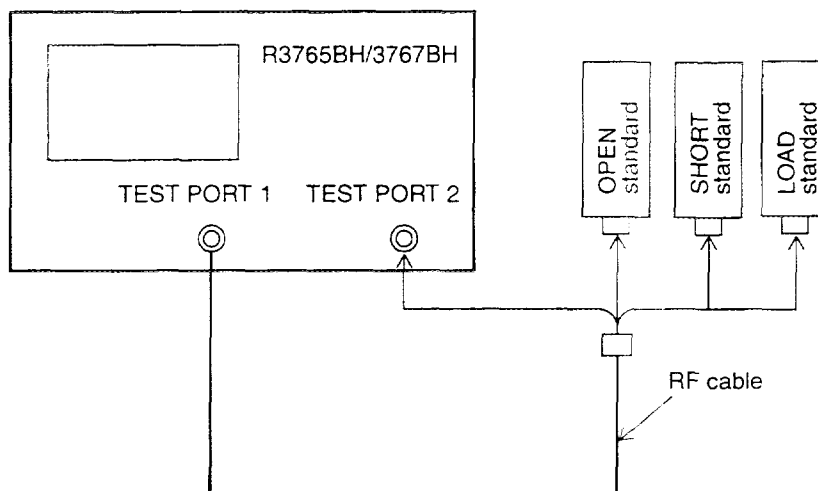 R3765BH/3767BH
TEST PORT 1
TEST PORT 2
OPEN
standard
SHORT
standard
LOAD
standard
RF cable